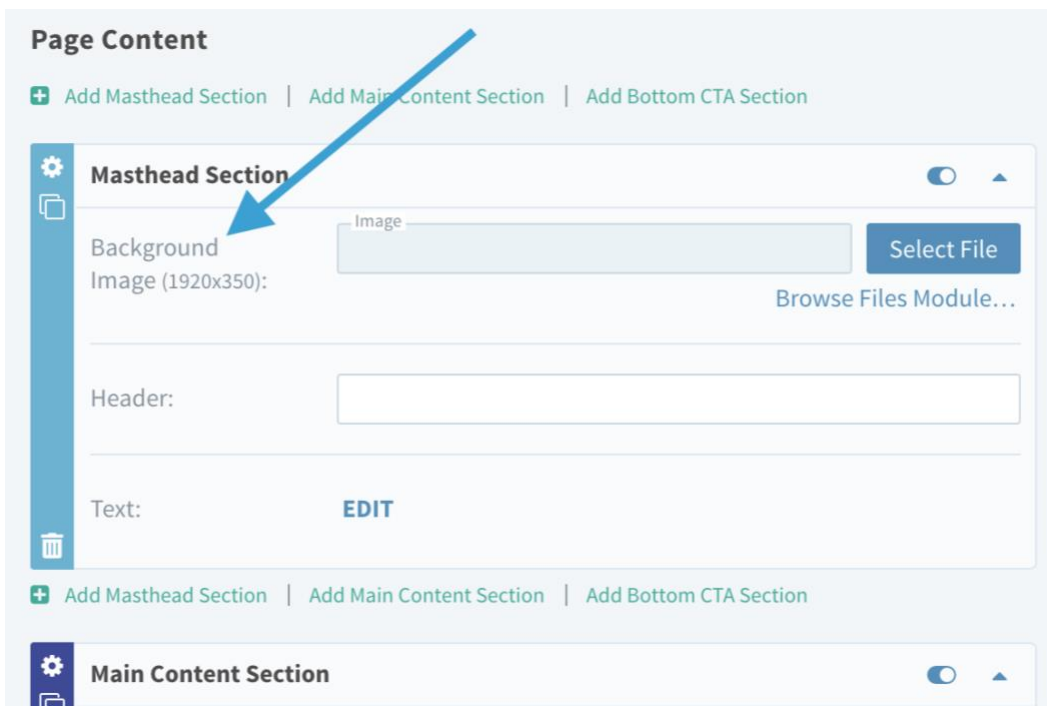 Page Content
Add Masthead Section | Add Main Content Section | Add Bottom CTA Section
Masthead Section
Image
Background
Select File
Image (1920x350):
Browse Files Module...
Header:
Text:
EDIT
Add Masthead Section | Add Main Content Section | Add Bottom CTA Section
Main Content Section